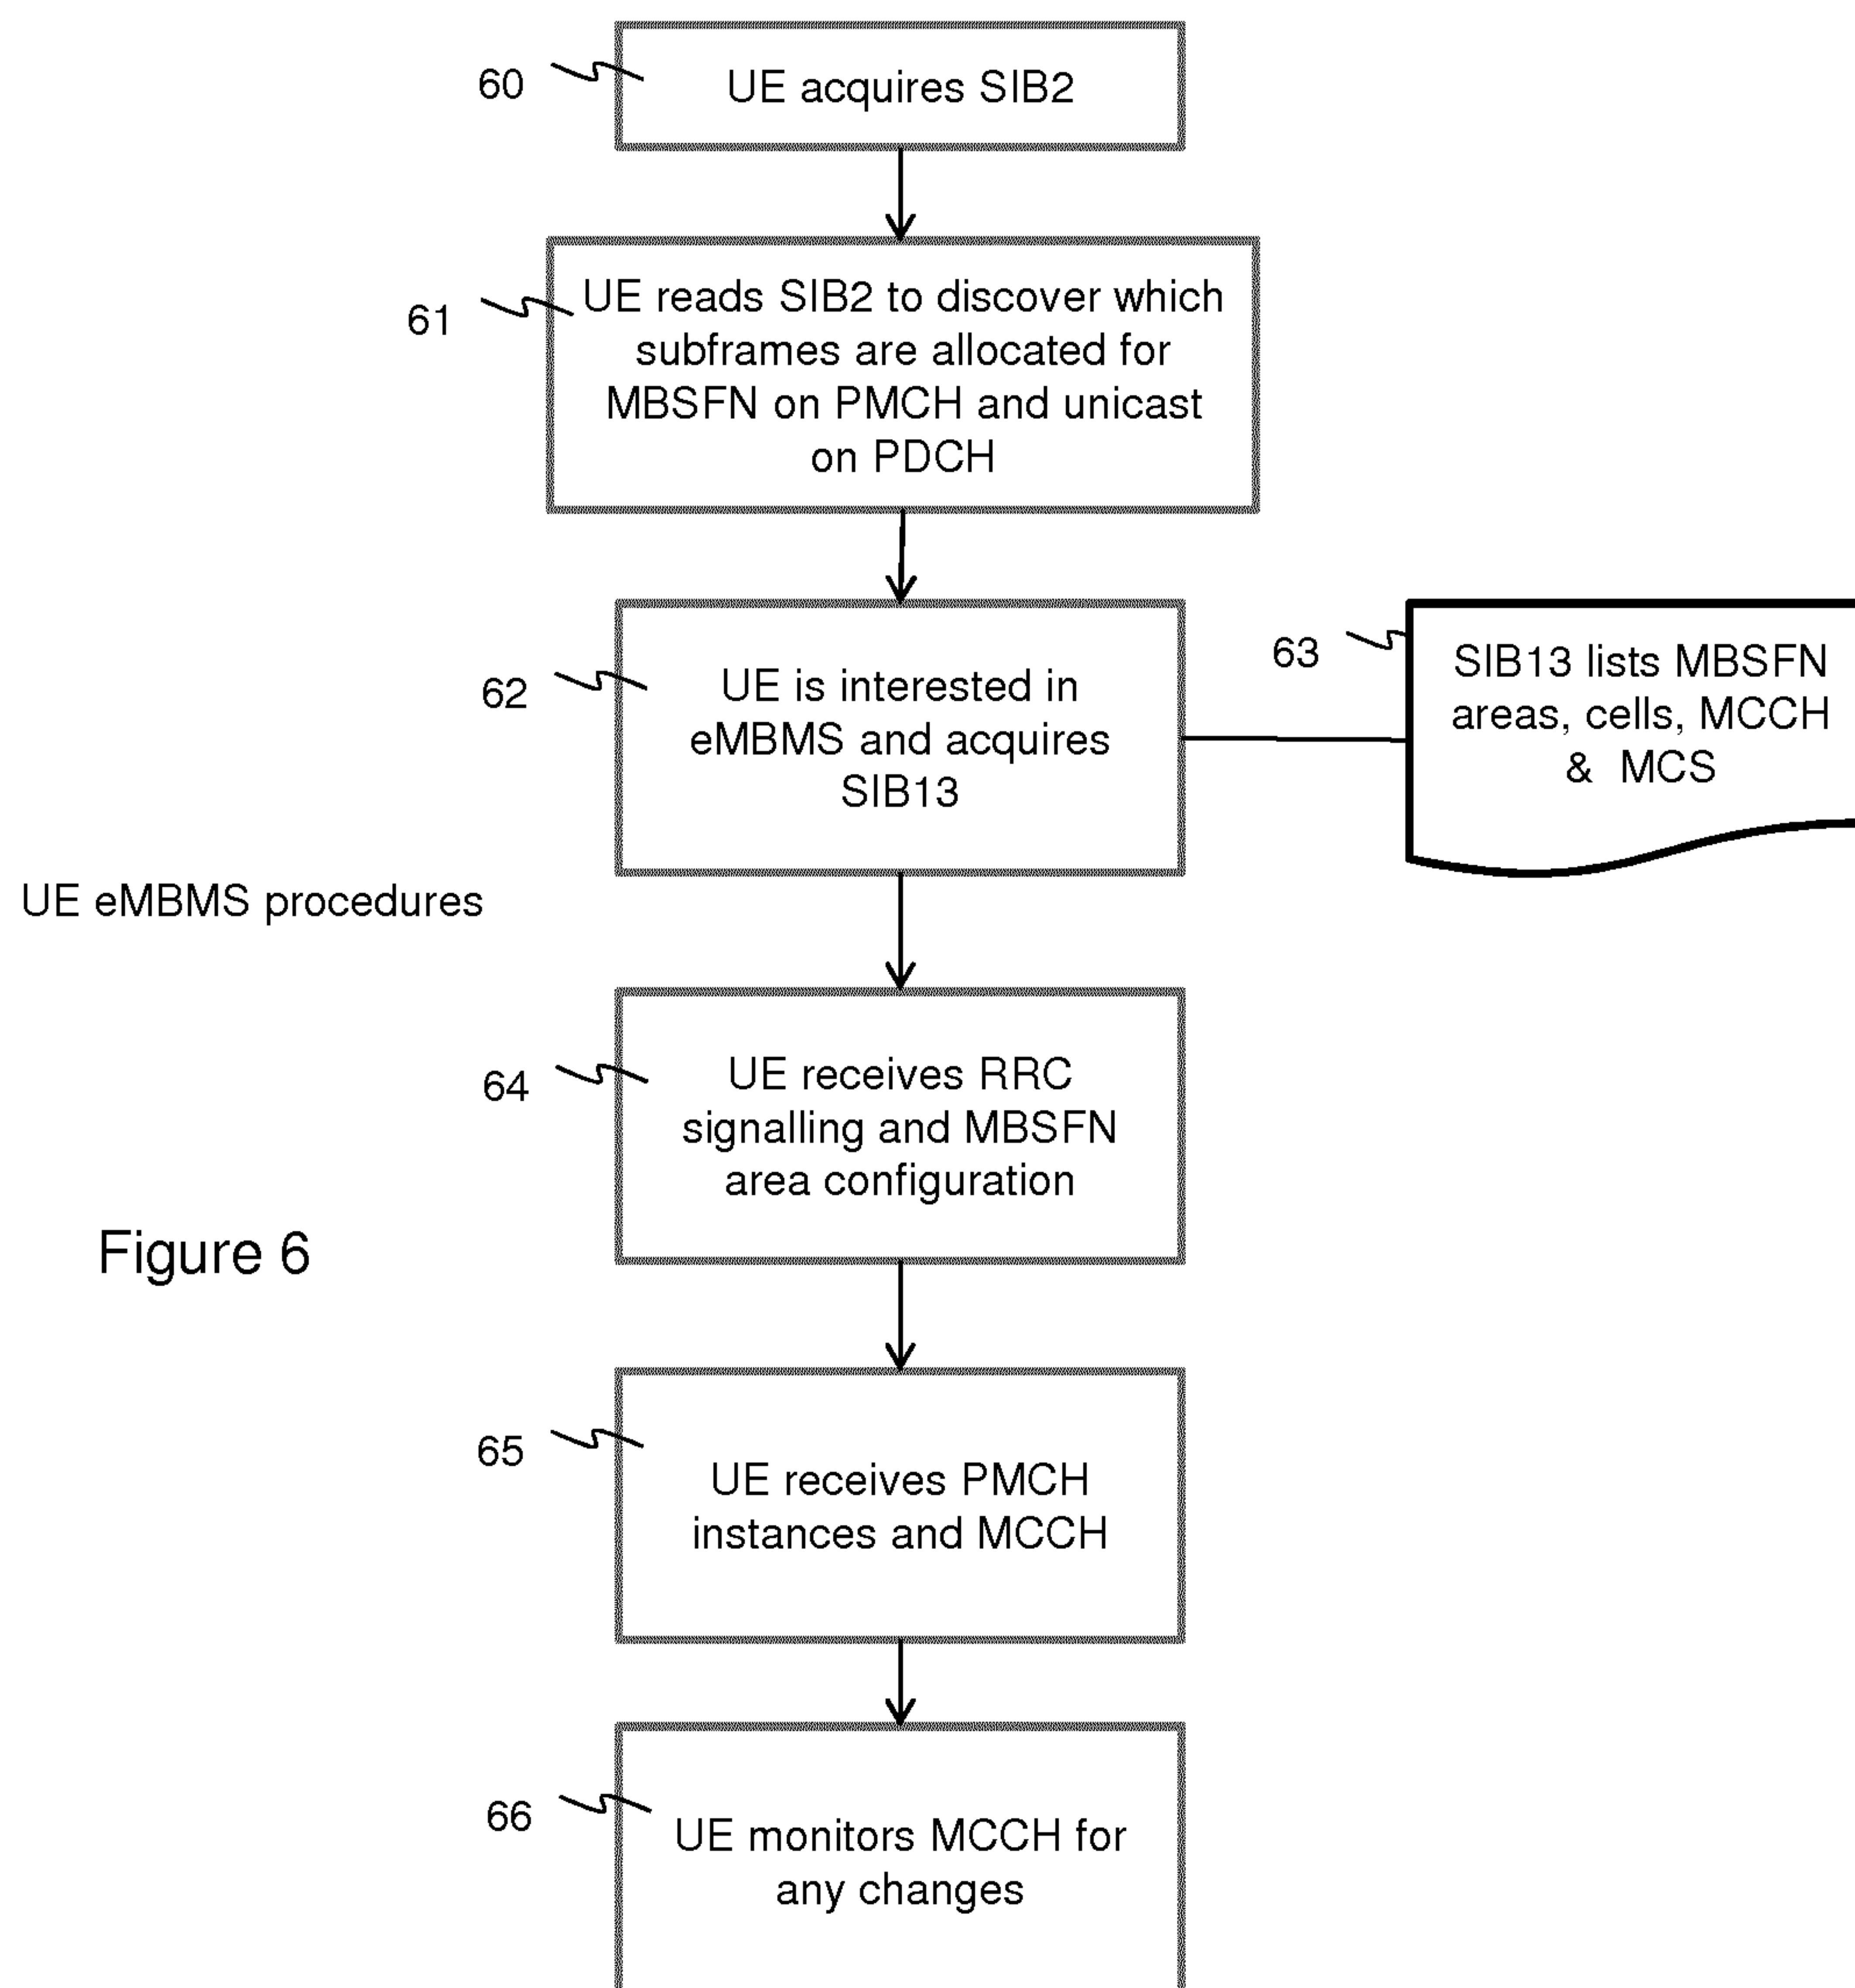 60
UE acquires SIB2
61
UE reads SIB2 to discover which
subframes are allocated for
MBSFN on PMCH and unicast
on PDCH
62
UE is interested in
eMBMS and acquires
SIB13
63
SIB13 lists MBSFN
areas, cells, MCCH
& MCS
UE eMBMS procedures
64
UE receives RRC
signalling and MBSFN
area configuration
Figure 6
65
UE receives PMCH
instances and MCCH
66
UE monitors MCCH for
any changes